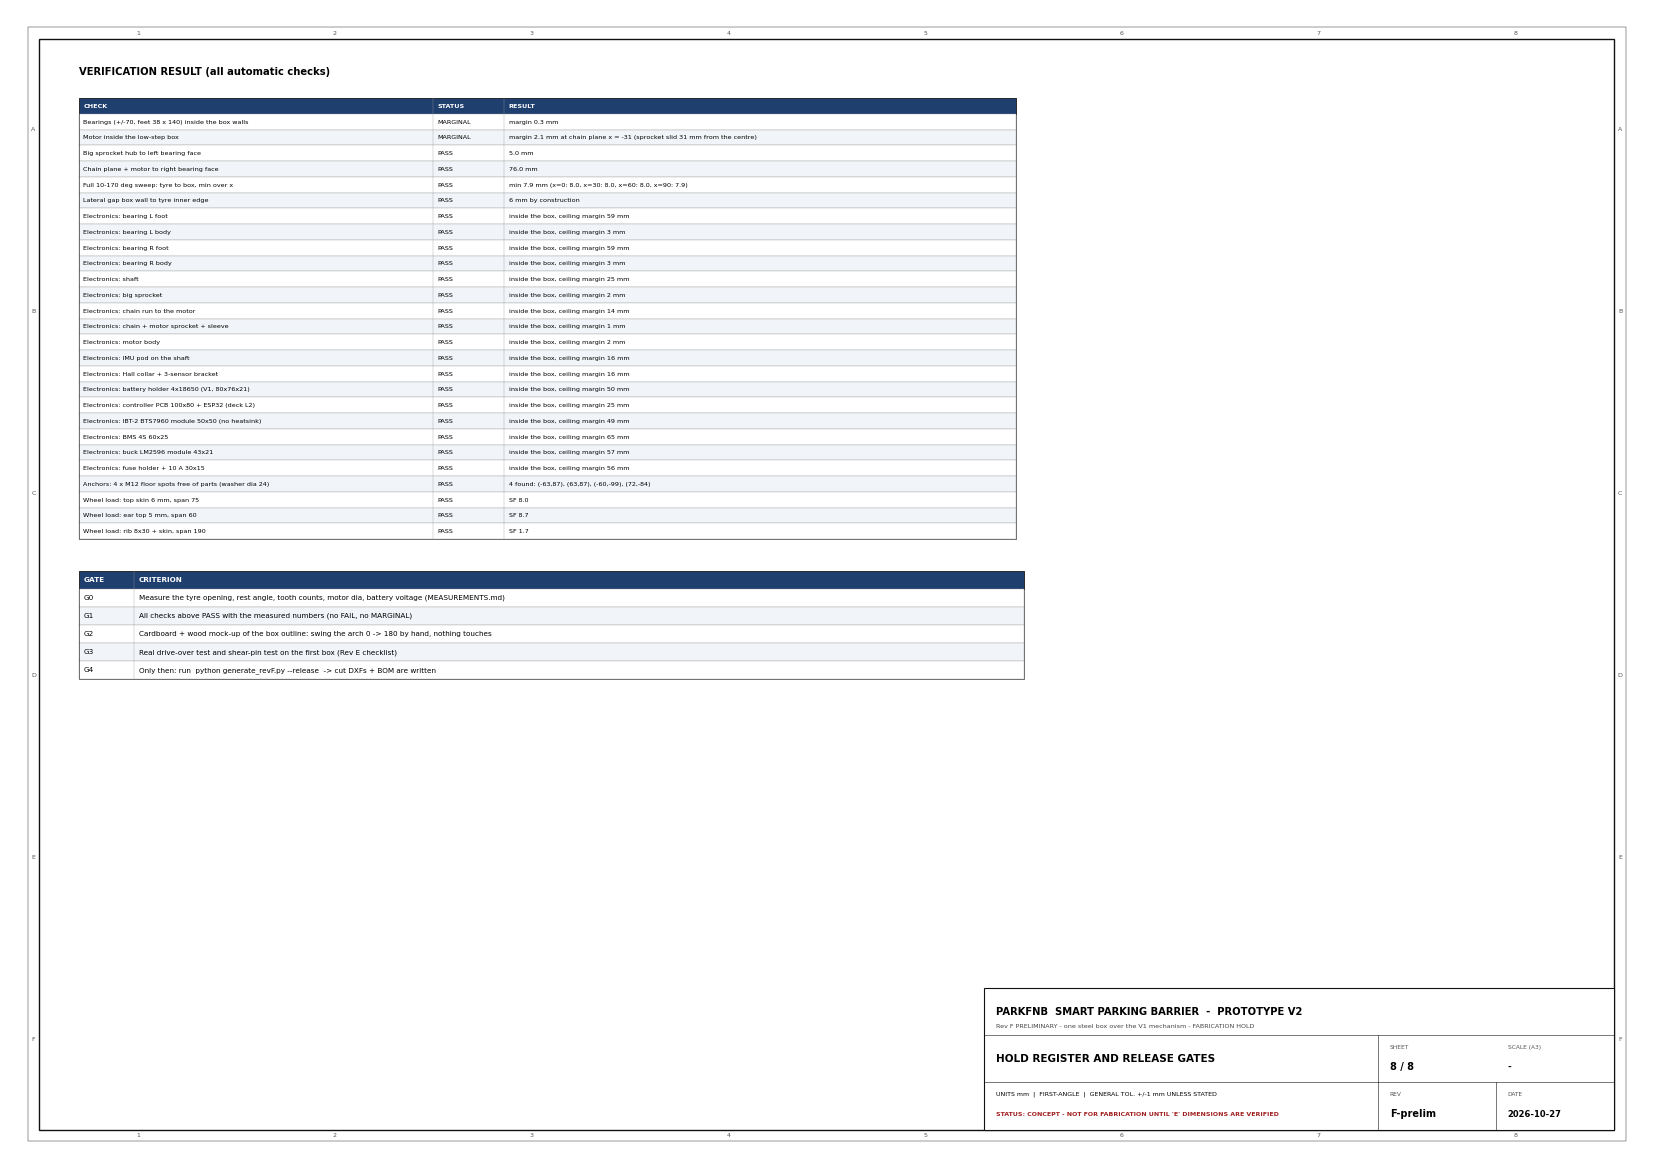 1 2 3 4 5 6 7 8
VERIFICATION RESULT (all automatic checks)
CHECK STATUS RESULT
Bearings (+/-70, feet 38 x 140) inside the box walls MARGINAL margin 0.3 mm
A A
Motor inside the low-step box MARGINAL margin 2.1 mm at chain plane x = -31 (sprocket slid 31 mm from the centre)
Big sprocket hub to left bearing face PASS 5.0 mm
Chain plane + motor to right bearing face PASS 76.0 mm
Full 10-170 deg sweep: tyre to box, min over x PASS min 7.9 mm (x=0: 8.0, x=30: 8.0, x=60: 8.0, x=90: 7.9)
Lateral gap box wall to tyre inner edge PASS 6 mm by construction
Electronics: bearing L foot PASS inside the box, ceiling margin 59 mm
Electronics: bearing L body PASS inside the box, ceiling margin 3 mm
Electronics: bearing R foot PASS inside the box, ceiling margin 59 mm
Electronics: bearing R body PASS inside the box, ceiling margin 3 mm
Electronics: shaft PASS inside the box, ceiling margin 25 mm
Electronics: big sprocket PASS inside the box, ceiling margin 2 mm
B Electronics: chain run to the motor PASS inside the box, ceiling margin 14 mm B
Electronics: chain + motor sprocket + sleeve PASS inside the box, ceiling margin 1 mm
Electronics: motor body PASS inside the box, ceiling margin 2 mm
Electronics: IMU pod on the shaft PASS inside the box, ceiling margin 16 mm
Electronics: Hall collar + 3-sensor bracket PASS inside the box, ceiling margin 16 mm
Electronics: battery holder 4x18650 (V1, 80x76x21) PASS inside the box, ceiling margin 50 mm
Electronics: controller PCB 100x80 + ESP32 (deck L2) PASS inside the box, ceiling margin 25 mm
Electronics: IBT-2 BTS7960 module 50x50 (no heatsink) PASS inside the box, ceiling margin 49 mm
Electronics: BMS 4S 60x25 PASS inside the box, ceiling margin 65 mm
Electronics: buck LM2596 module 43x21 PASS inside the box, ceiling margin 57 mm
Electronics: fuse holder + 10 A 30x15 PASS inside the box, ceiling margin 56 mm
Anchors: 4 x M12 floor spots free of parts (washer dia 24) PASS 4 found: (-63,87), (63,87), (-60,-99), (72,-84)
C C
Wheel load: top skin 6 mm, span 75 PASS SF 8.0
Wheel load: ear top 5 mm, span 60 PASS SF 8.7
Wheel load: rib 8x30 + skin, span 190 PASS SF 1.7
GATE CRITERION
G0 Measure the tyre opening, rest angle, tooth counts, motor dia, battery voltage (MEASUREMENTS.md)
G1 All checks above PASS with the measured numbers (no FAIL, no MARGINAL)
G2 Cardboard + wood mock-up of the box outline: swing the arch 0 -> 180 by hand, nothing touches
G3 Real drive-over test and shear-pin test on the first box (Rev E checklist)
G4 Only then: run python generate_revF.py --release -> cut DXFs + BOM are written
D D
E E
PARKFNB SMART PARKING BARRIER - PROTOTYPE V2
Rev F PRELIMINARY - one steel box over the V1 mechanism - FABRICATION HOLD
F F
HOLD REGISTER AND RELEASE GATES
SHEET SCALE (A3)
8 / 8 -
UNITS mm | FIRST-ANGLE | GENERAL TOL. +/-1 mm UNLESS STATED
REV DATE
STATUS: CONCEPT - NOT FOR FABRICATION UNTIL 'E' DIMENSIONS ARE VERIFIED
F-prelim 2026-10-27
1 2 3 4 5 6 7 8